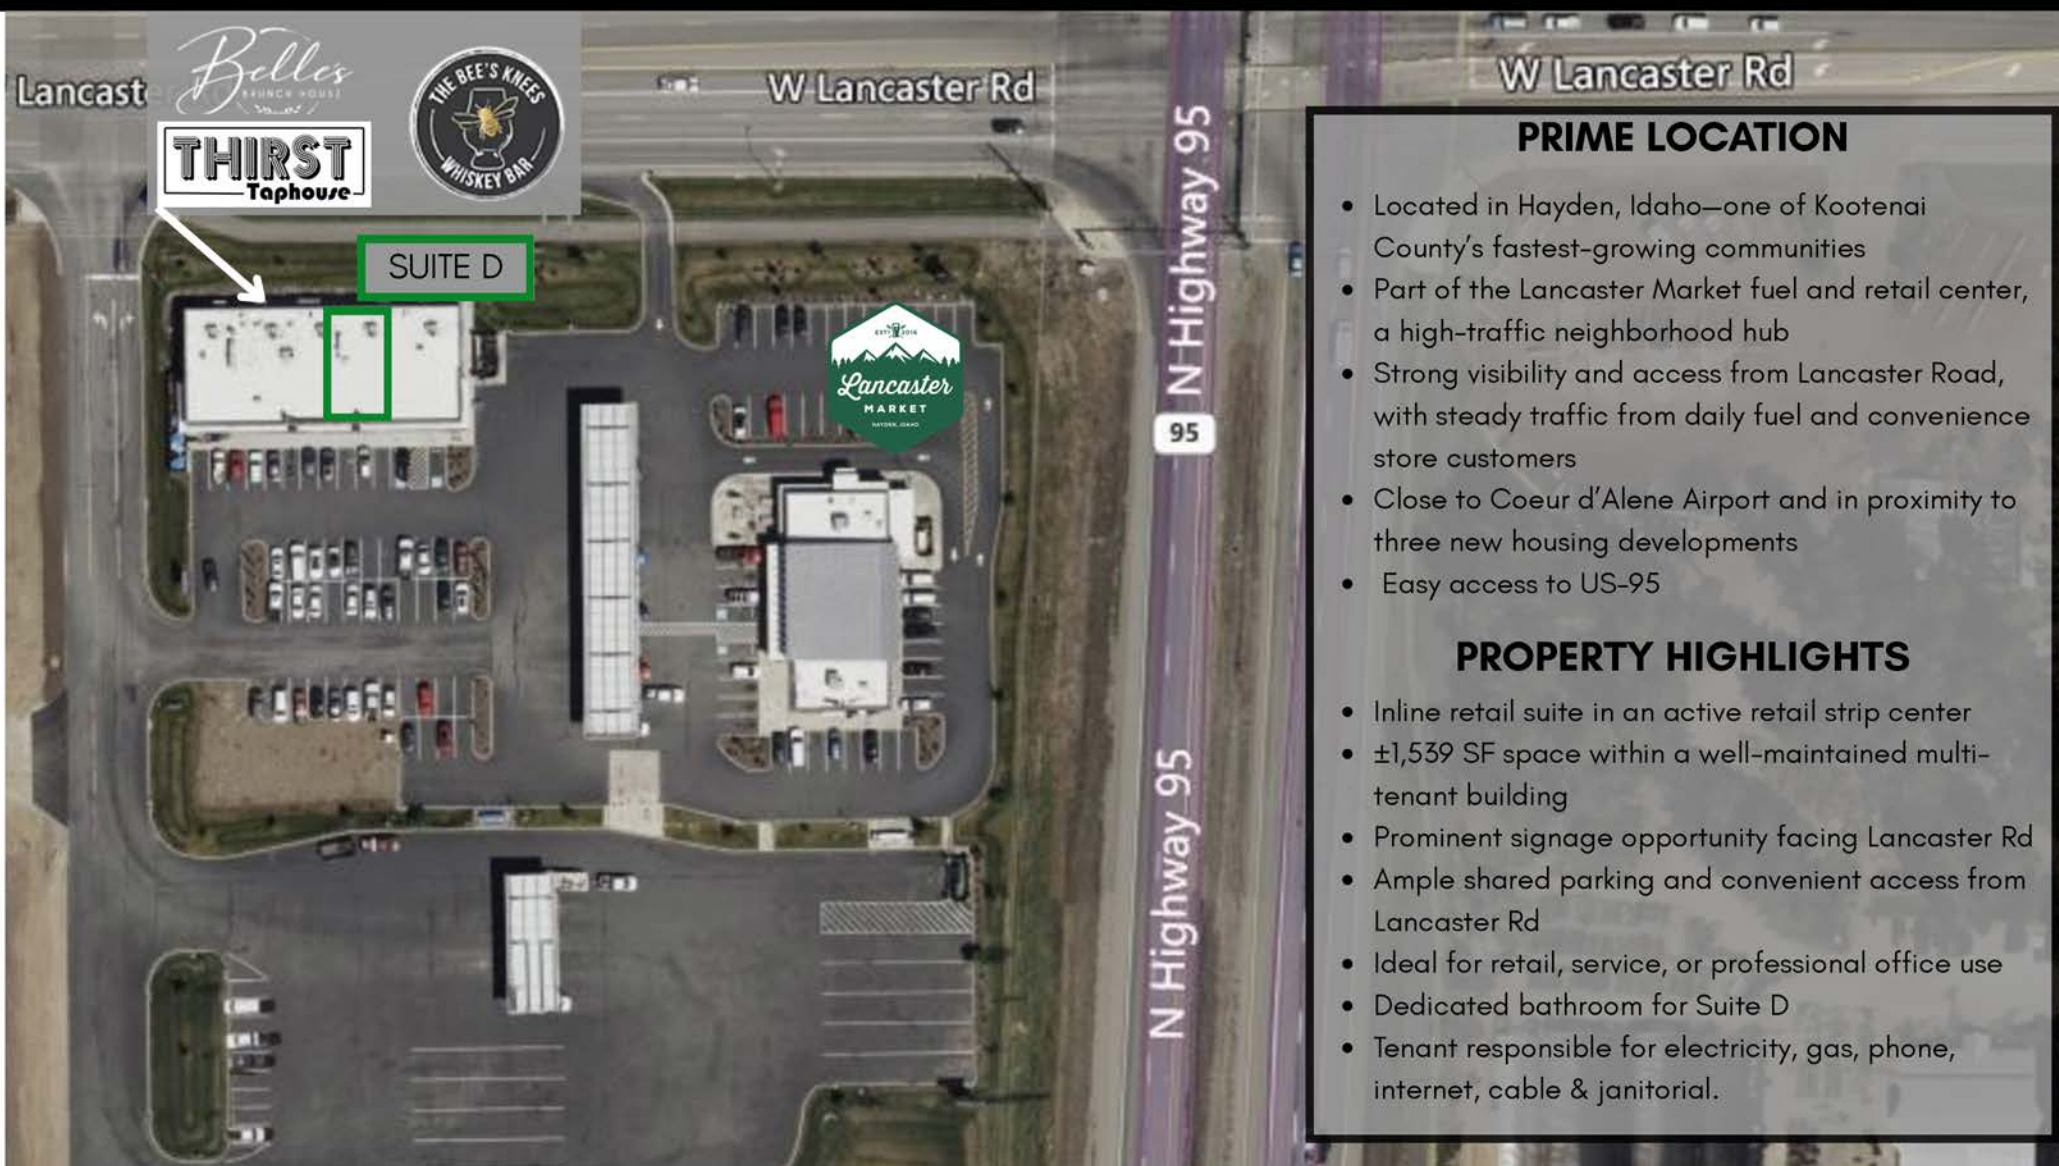 Lancast
Belle's
BRUNCH HOUSE
THIRST
Taphouse
THE BEE'S KNEES
WHISKEY BAR
W Lancaster Rd
W Lancaster Rd
SUITE D
EST 2016
Lancaster
MARKET
HAYDEN, IDAHO
N Highway 95
95
N Highway 95
PRIME LOCATION
• Located in Hayden, Idaho—one of Kootenai
County's fastest-growing communities
• Part of the Lancaster Market fuel and retail center,
a high-traffic neighborhood hub
• Strong visibility and access from Lancaster Road,
with steady traffic from daily fuel and convenience
store customers
• Close to Coeur d'Alene Airport and in proximity to
three new housing developments
• Easy access to US-95
PROPERTY HIGHLIGHTS
• Inline retail suite in an active retail strip center
• ±1,539 SF space within a well-maintained multi-
tenant building
• Prominent signage opportunity facing Lancaster Rd
• Ample shared parking and convenient access from
Lancaster Rd
• Ideal for retail, service, or professional office use
• Dedicated bathroom for Suite D
• Tenant responsible for electricity, gas, phone,
internet, cable & janitorial.